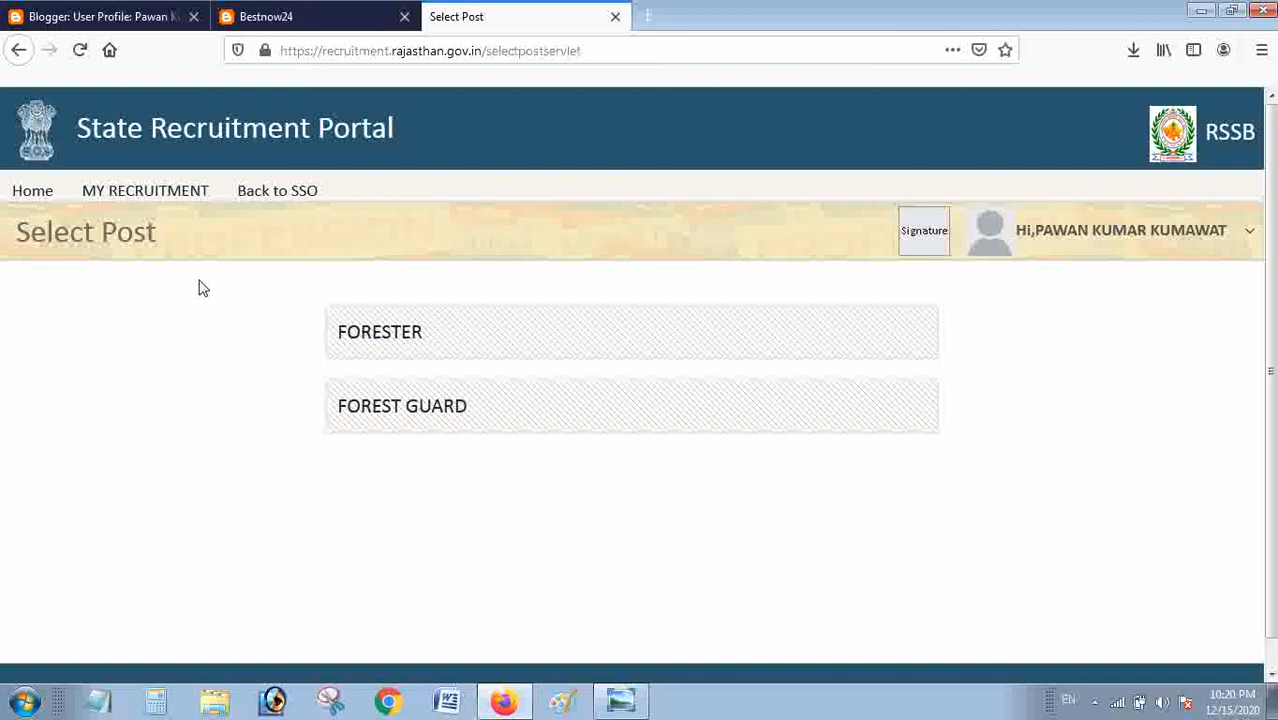 Blogger: User Profile: Pawan K
Bestnow24
Select Post
https://recruitment.rajasthan.gov.in/selectpostservlet
State Recruitment Portal
RSSB
Home
MY RECRUITMENT
Back to SSO
Select Post
Signature
Hi,PAWAN KUMAR KUMAWAT
FORESTER
FOREST GUARD
EN
10:20 PM
12/15/2020